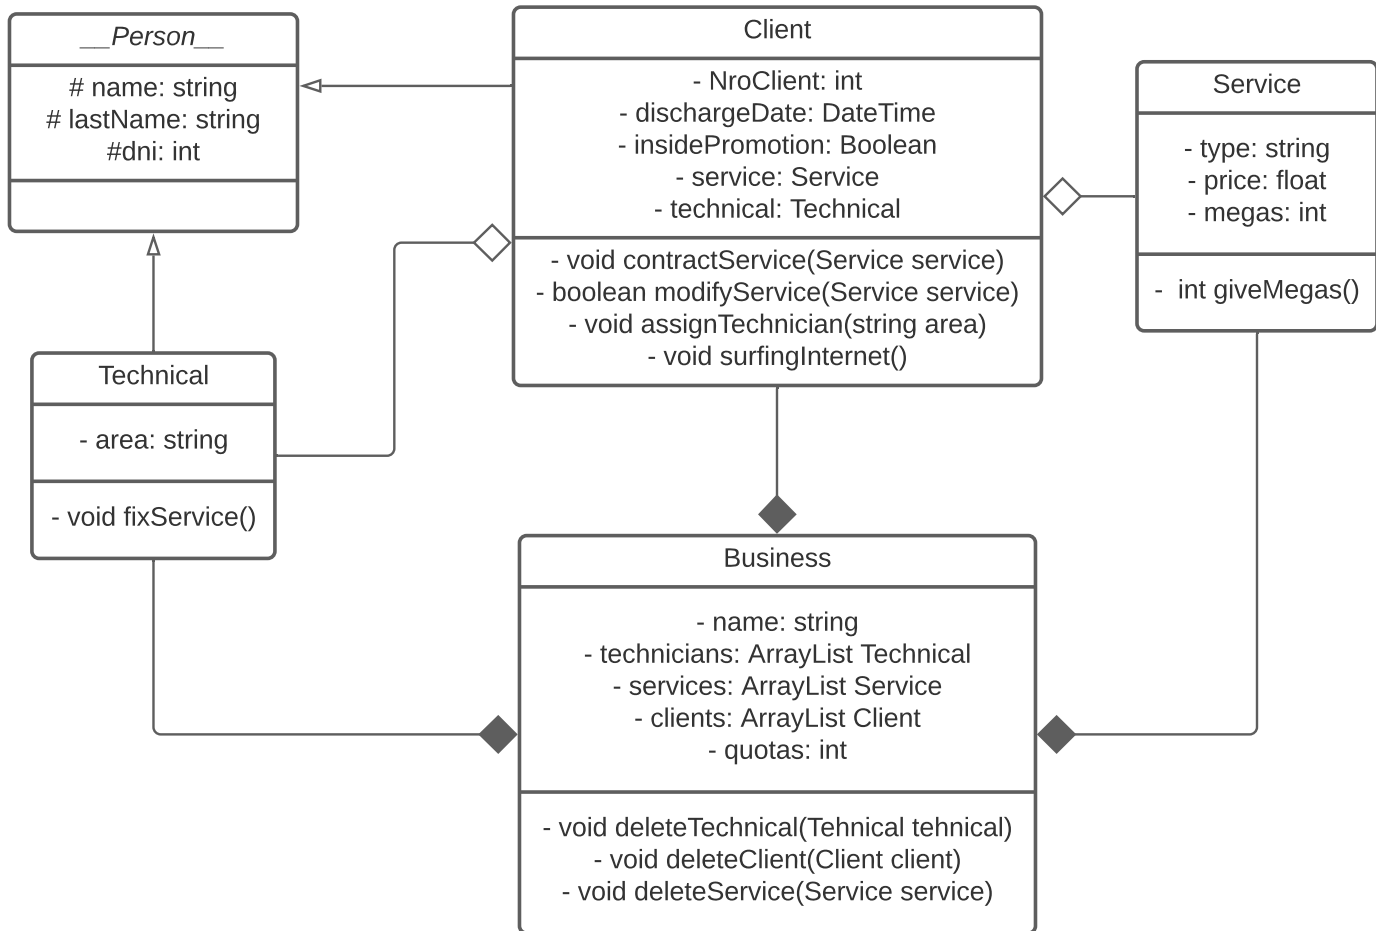 __Person__
# name: string
# lastName: string
#dni: int
Client
- NroClient: int
- dischargeDate: DateTime
- insidePromotion: Boolean
- service: Service
- technical: Technical
- void contractService(Service service)
- boolean modifyService(Service service)
- void assignTechnician(string area)
- void surfingInternet()
Service
- type: string
- price: float
- megas: int
- int giveMegas()
Technical
- area: string
- void fixService()
Business
- name: string
- technicians: ArrayList Technical
- services: ArrayList Service
- clients: ArrayList Client
- quotas: int
- void deleteTechnical(Tehnical tehnical)
- void deleteClient(Client client)
- void deleteService(Service service)